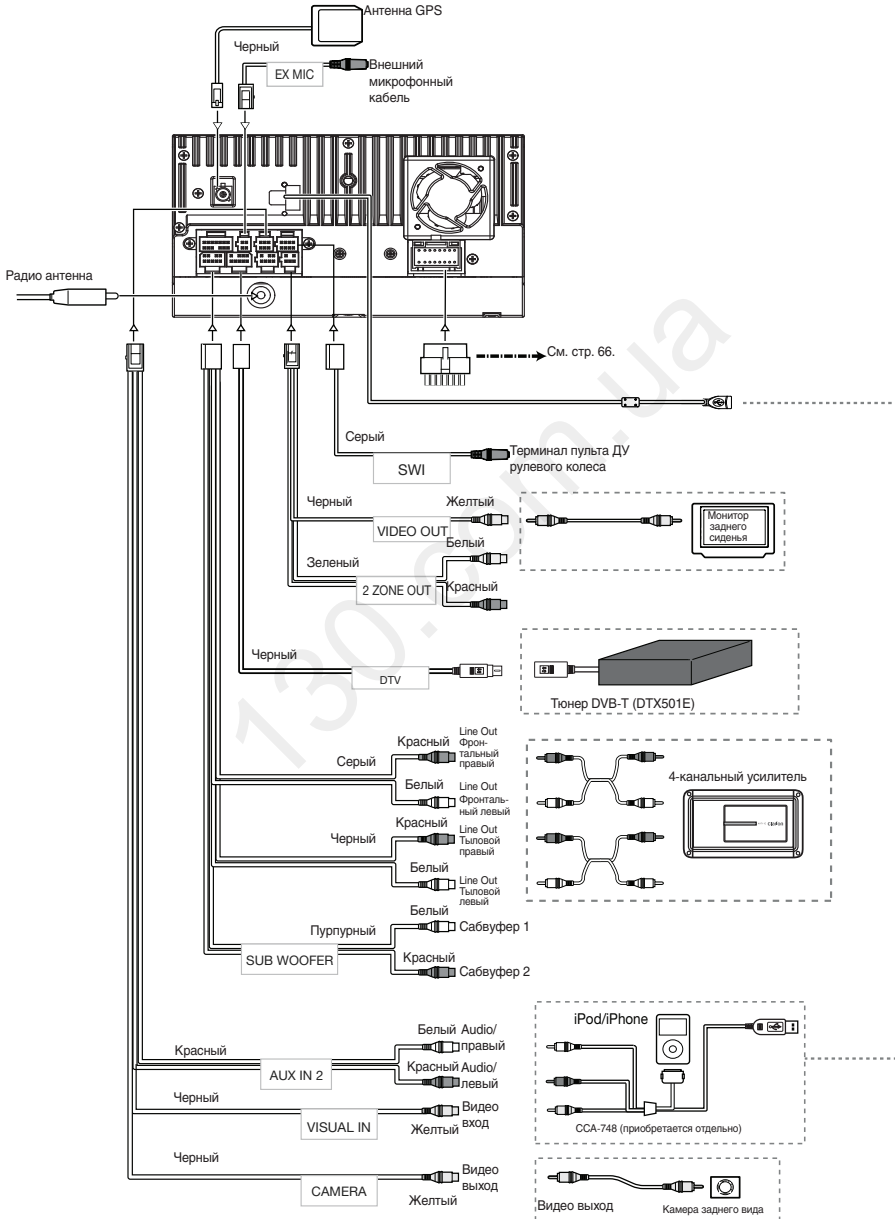 Антенна GPS
Черный
EX MIC
Внешний
микрофонный
кабель
Радио антенна
См. стр. 66.
Серый
SWI
Терминал пульта ДУ
рулевого колеса
Черный
Желтый
VIDEO OUT
Белый
Зеленый
2 ZONE OUT
Красный
Монитор
заднего
сиденья
Черный
DTV
Тюнер DVB-T (DTX501E)
Красный
Line Out
Фрон-
тальный
правый
Серый
Белый
Line Out
Фронталь-
ный левый
Красный
Line Out
Тыловой
правый
Черный
Белый
Line Out
Тыловой
левый
4-канальный усилитель
clarion
Белый
Пурпурный
Сабвуфер 1
SUB WOOFER
Красный
Сабвуфер 2
Белый Audio/
правый
Красный
AUX IN 2
Красный Audio/
левый
Черный
VISUAL IN
Желтый
Видео
вход
iPod/iPhone
CCA-748 (приобретается отдельно)
Черный
CAMERA
Желтый
Видео
выход
Видео выход
Камера заднего вида
130.com.ua